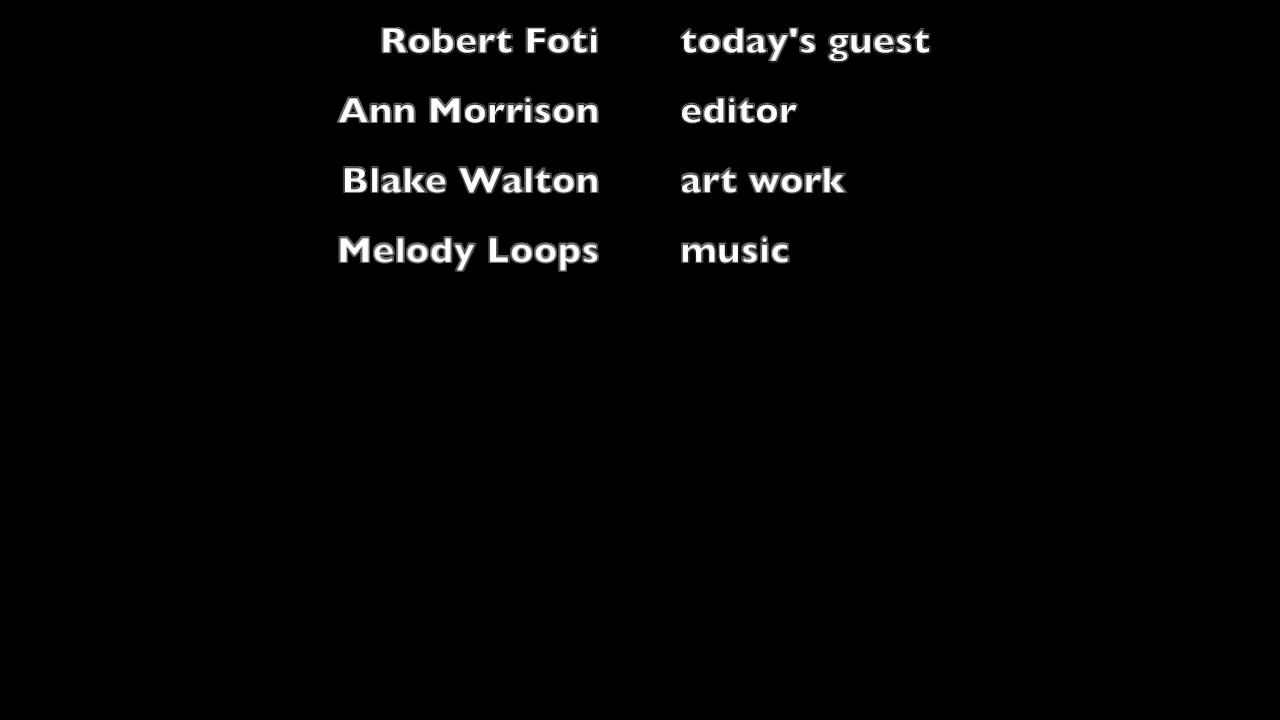 Robert Foti today's guest
Ann Morrison editor
Blake Walton art work
Melody Loops music